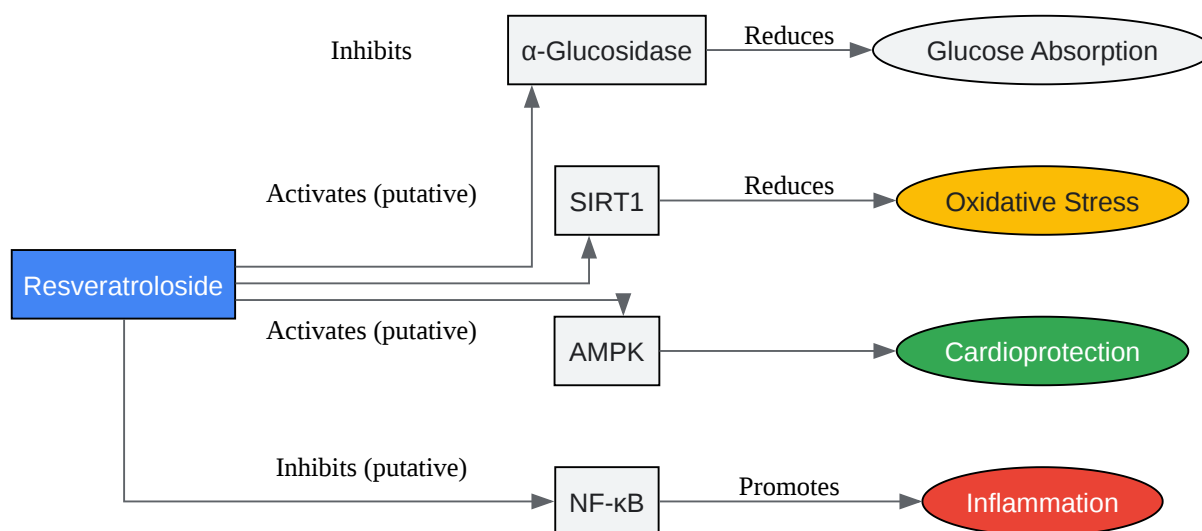 Inhibits
α-Glucosidase
Reduces
Glucose Absorption
Activates (putative)
SIRT1
Reduces
Oxidative Stress
Resveratroloside
Activates (putative)
AMPK
Cardioprotection
Inhibits (putative)
NF-κB
Promotes
Inflammation